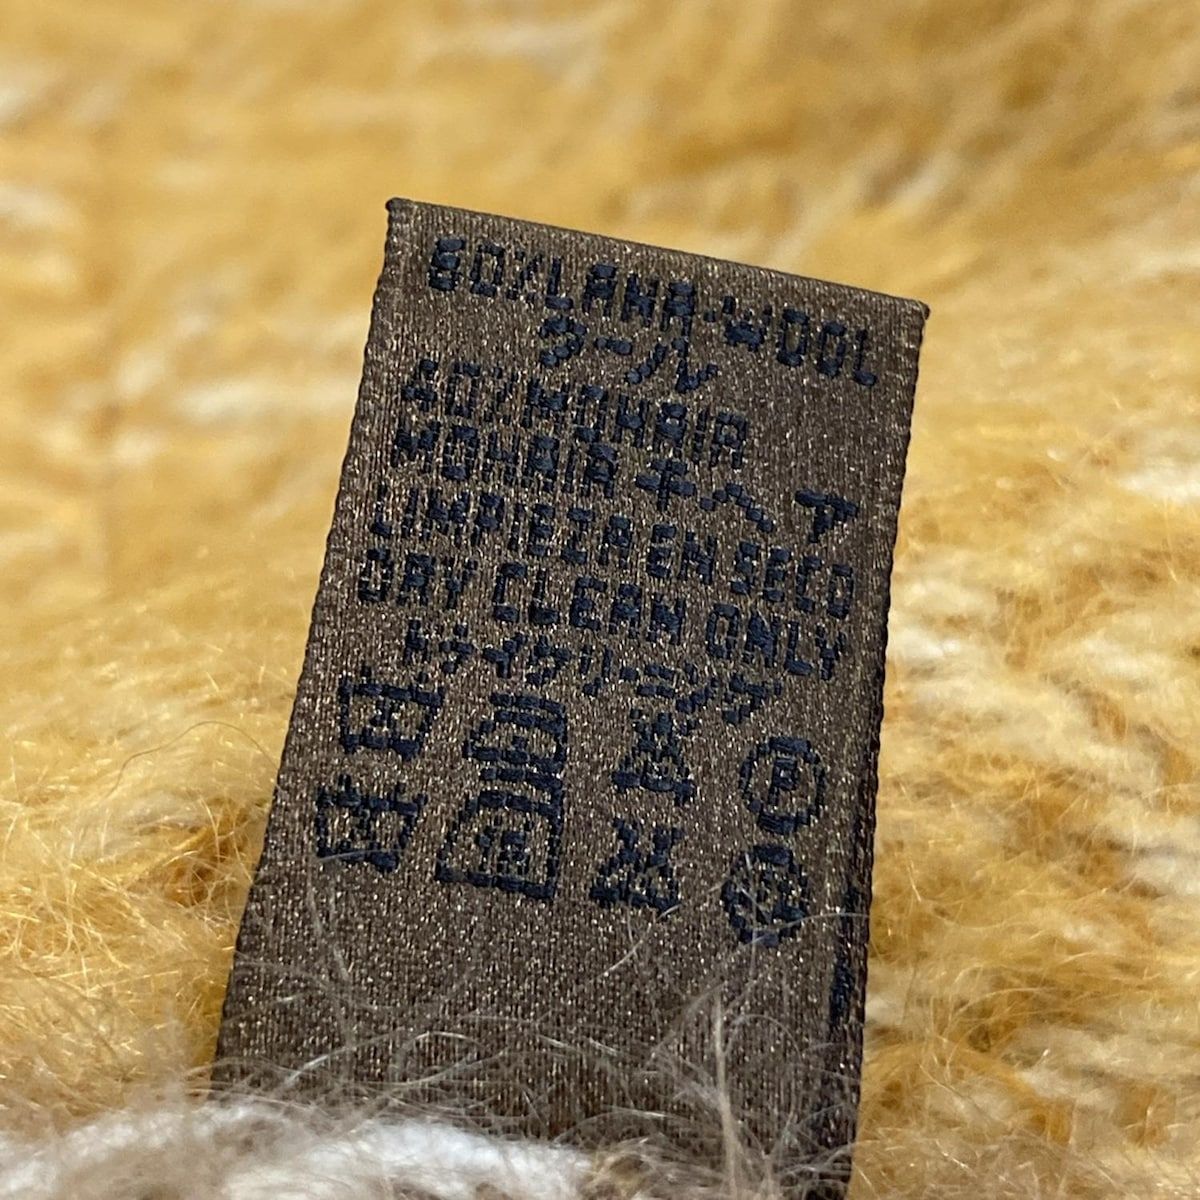 60%LANA-WOOL
ウール
40%MOHAIR
MOHAIR モヘア
LIMPIEZA EN SECO
DRY CLEAN ONLY
ドライクリーニング
P